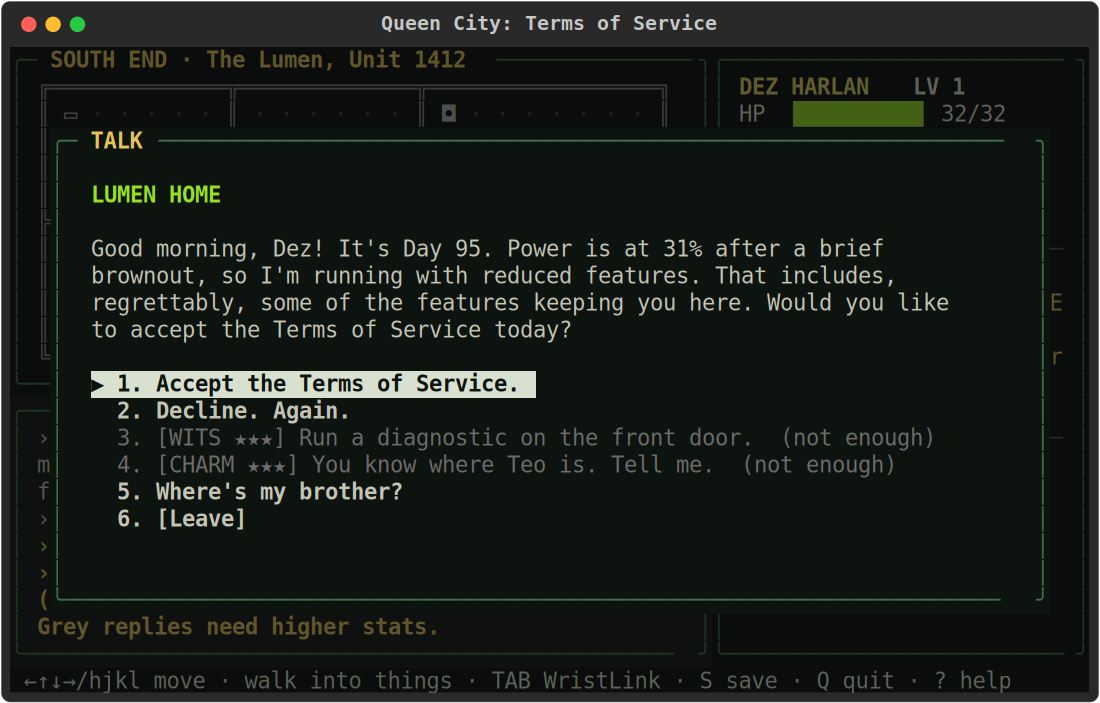 Queen City: Terms of Service
SOUTH END · The Lumen, Unit 1412
DEZ HARLAN LV 1
HP 32/32
TALK
LUMEN HOME
Good morning, Dez! It's Day 95. Power is at 31% after a brief
brownout, so I'm running with reduced features. That includes,
regrettably, some of the features keeping you here. Would you like
to accept the Terms of Service today?
▶ 1. Accept the Terms of Service.
2. Decline. Again.
3. [WITS ★★★] Run a diagnostic on the front door. (not enough)
4. [CHARM ★★★] You know where Teo is. Tell me. (not enough)
5. Where's my brother?
6. [Leave]
E
r
›
m
f
›
›
›
(
Grey replies need higher stats.
←↑↓→/hjkl move · walk into things · TAB WristLink · S save · Q quit · ? help